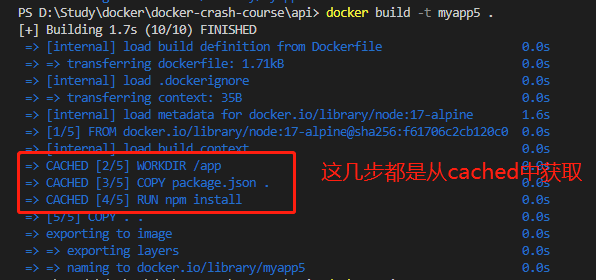 PS D:\Study\docker\docker-crash-course\api> docker build -t myapp5 .
[+] Building 1.7s (10/10) FINISHED
=> [internal] load build definition from Dockerfile 0.0s
=> => transferring dockerfile: 1.71kB 0.0s
=> [internal] load .dockerignore 0.0s
=> => transferring context: 35B 0.0s
=> [internal] load metadata for docker.io/library/node:17-alpine 1.6s
=> [1/5] FROM docker.io/library/node:17-alpine@sha256:f61706c2cb120c0 0.0s
=> [internal] load build context 0.0s
=> CACHED [2/5] WORKDIR /app 0.0s
=> CACHED [3/5] COPY package.json . 0.0s
=> CACHED [4/5] RUN npm install 0.0s
这几步都是从cached中获取
=> [5/5] COPY . . 0.0s
=> exporting to image 0.0s
=> => exporting layers 0.0s
=> => naming to docker.io/library/myapp5 0.0s